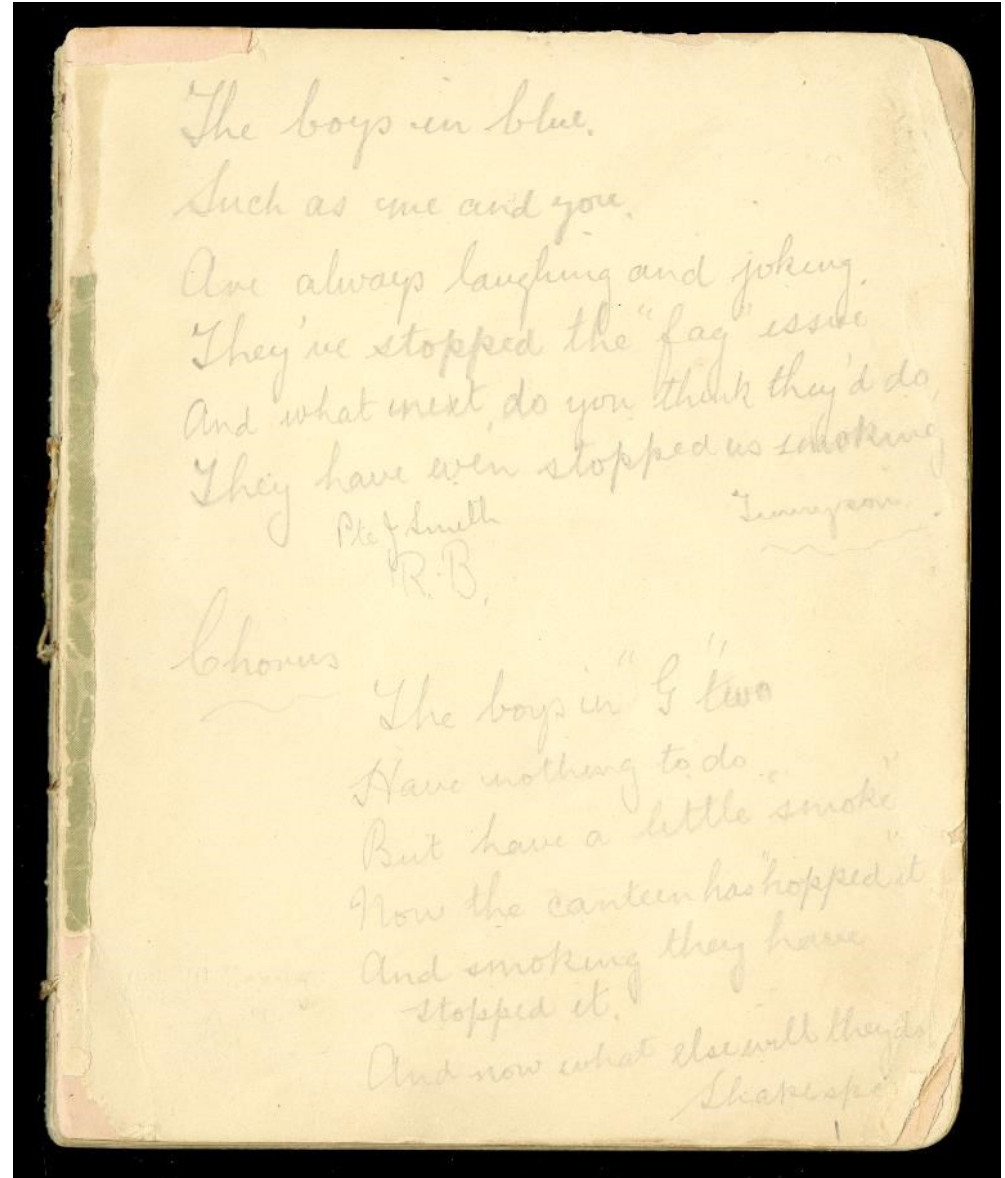 The boys in blue.
Such as me and you.
Are always laughing and joking.
They've stopped the "fag" issue
And what next, do you think they'd do,
They have even stopped us smoking
Pte J Smith
Tennyson.
R.B.
Chorus
The boys in "G" two
Have nothing to do.
But have a little "smoke"
Now the canteen has "hopped" it
And smoking they have
stopped it.
And now what else will they do
Shakespe